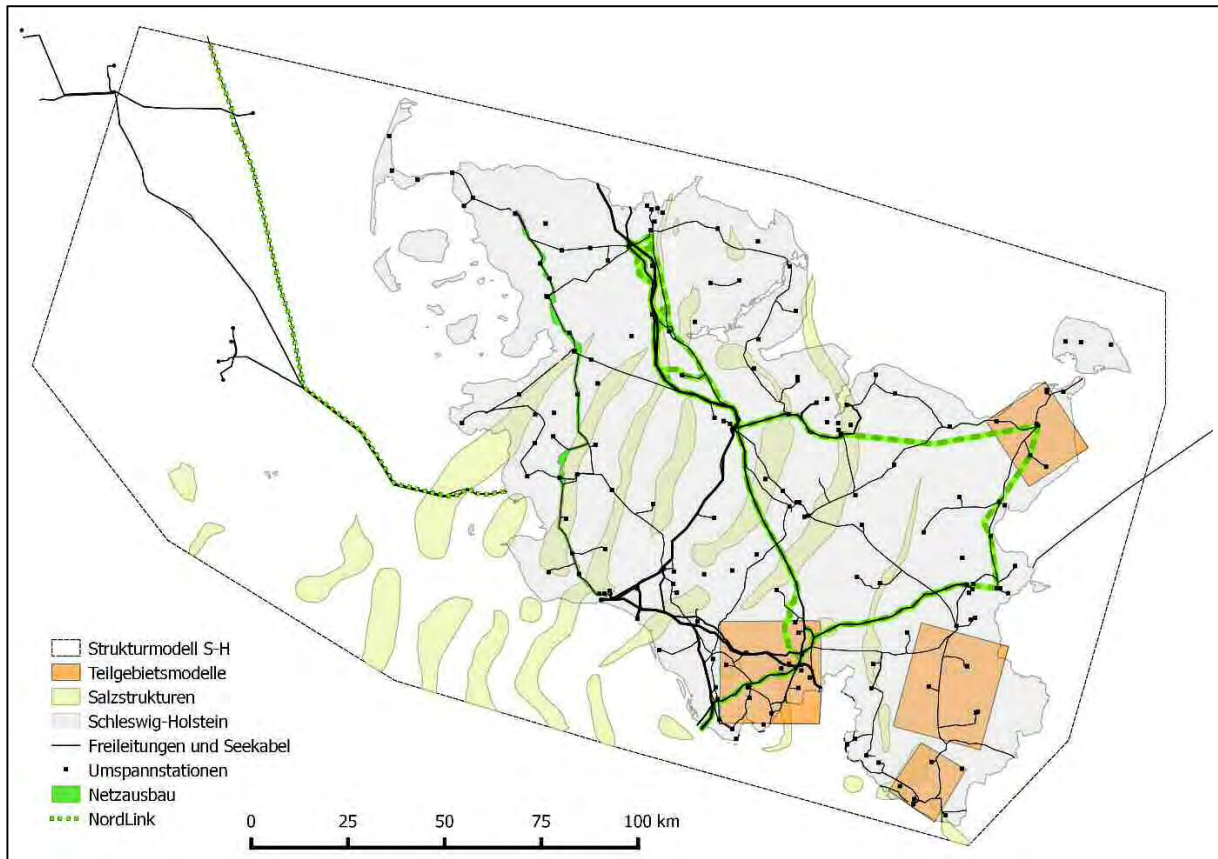 Strukturmodell S-H
Teilgebietsmodelle
Salzstrukturen
Schleswig-Holstein
Freileitungen und Seekabel
Umspannstationen
Netzausbau
NordLink
0 25 50 75 100 km